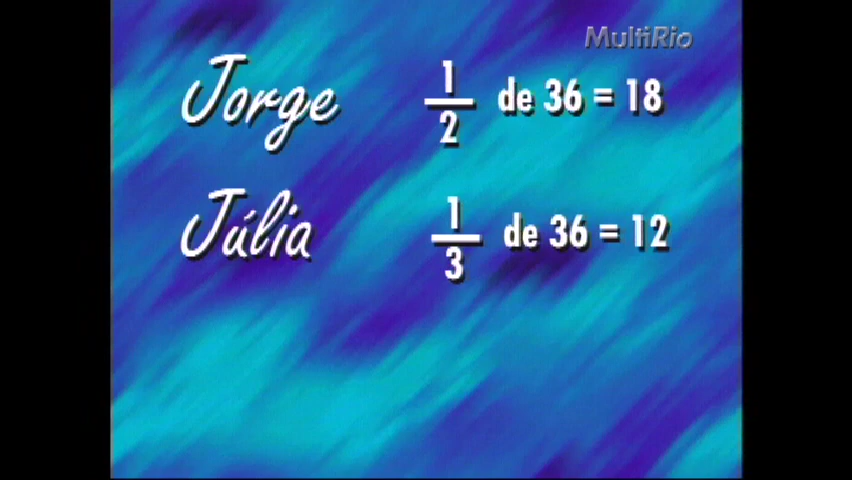 MultiRio
Jorge 1/2 de 36 = 18
Júlia 1/3 de 36 = 12